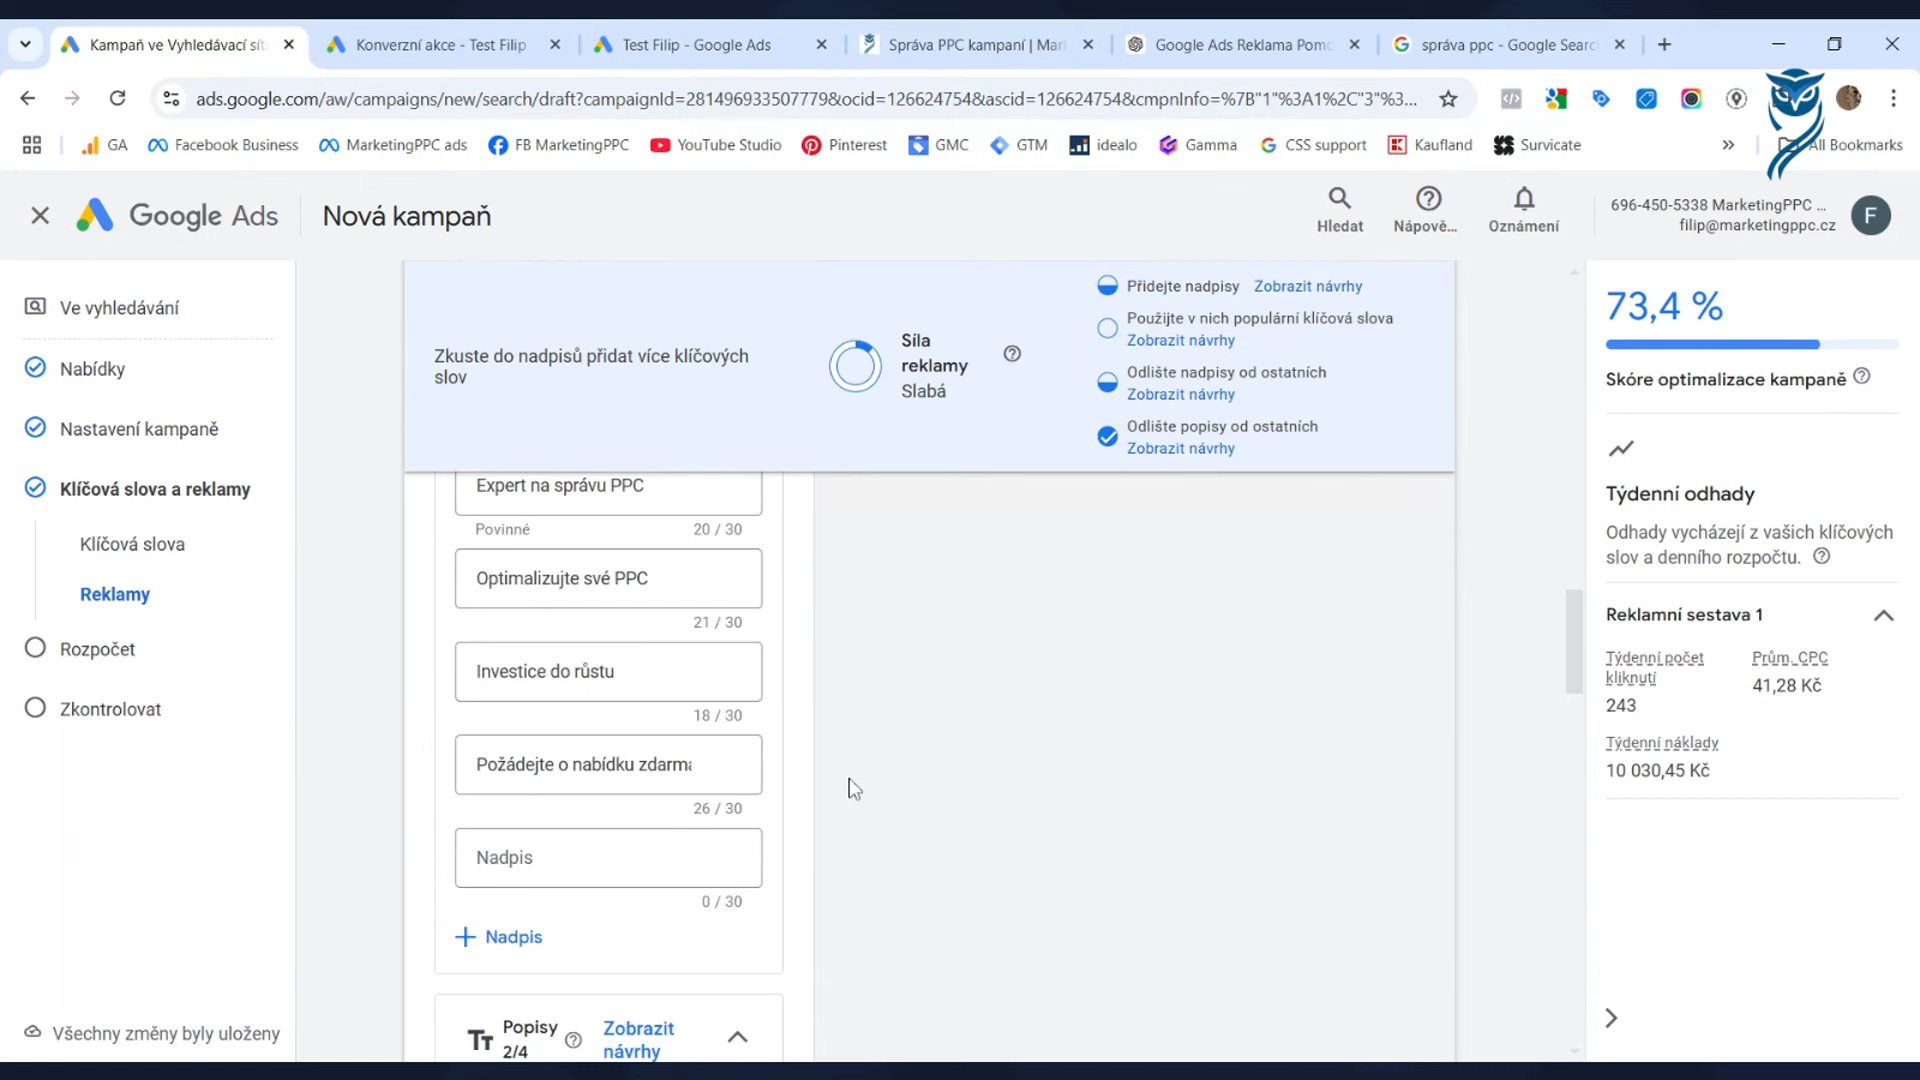 Kampaň ve Vyhledávací sít
Konverzní akce - Test Filip
Test Filip - Google Ads
Správa PPC kampaní | Mar
Google Ads Reklama Pomo
správa ppc - Google Searc
ads.google.com/aw/campaigns/new/search/draft?campaignId=281496933507779&ocid=126624754&ascid=126624754&cmpnInfo=%7B"1"%3A1%2C"3"%3...
GA
Facebook Business
MarketingPPC ads
FB MarketingPPC
YouTube Studio
Pinterest
GMC
GTM
idealo
Gamma
CSS support
Kaufland
Survicate
All Bookmarks
Google Ads
Nová kampaň
Hledat
Nápově...
Oznámení
696-450-5338 MarketingPPC ...
filip@marketingppc.cz
F
Ve vyhledávání
Nabídky
Nastavení kampaně
Klíčová slova a reklamy
Klíčová slova
Reklamy
Rozpočet
Zkontrolovat
Všechny změny byly uloženy
Zkuste do nadpisů přidat více klíčových
slov
Síla
reklamy
Slabá
Přidejte nadpisy Zobrazit návrhy
Použijte v nich populární klíčová slova
Zobrazit návrhy
Odlište nadpisy od ostatních
Zobrazit návrhy
Odlište popisy od ostatních
Zobrazit návrhy
Expert na správu PPC
Povinné 20 / 30
Optimalizujte své PPC
21 / 30
Investice do růstu
18 / 30
Požádejte o nabídku zdarma
26 / 30
Nadpis
0 / 30
+ Nadpis
Popisy
2/4
Zobrazit
návrhy
73,4 %
Skóre optimalizace kampaně
Týdenní odhady
Odhady vycházejí z vašich klíčových
slov a denního rozpočtu.
Reklamní sestava 1
Týdenní počet
kliknutí
243
Prům. CPC
41,28 Kč
Týdenní náklady
10 030,45 Kč